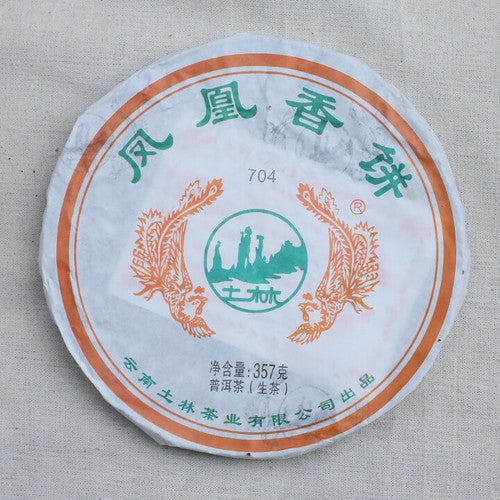 凤凰香饼
704
®
土林
净含量:357克
普洱茶(生茶)
云南土林茶业有限公司出品